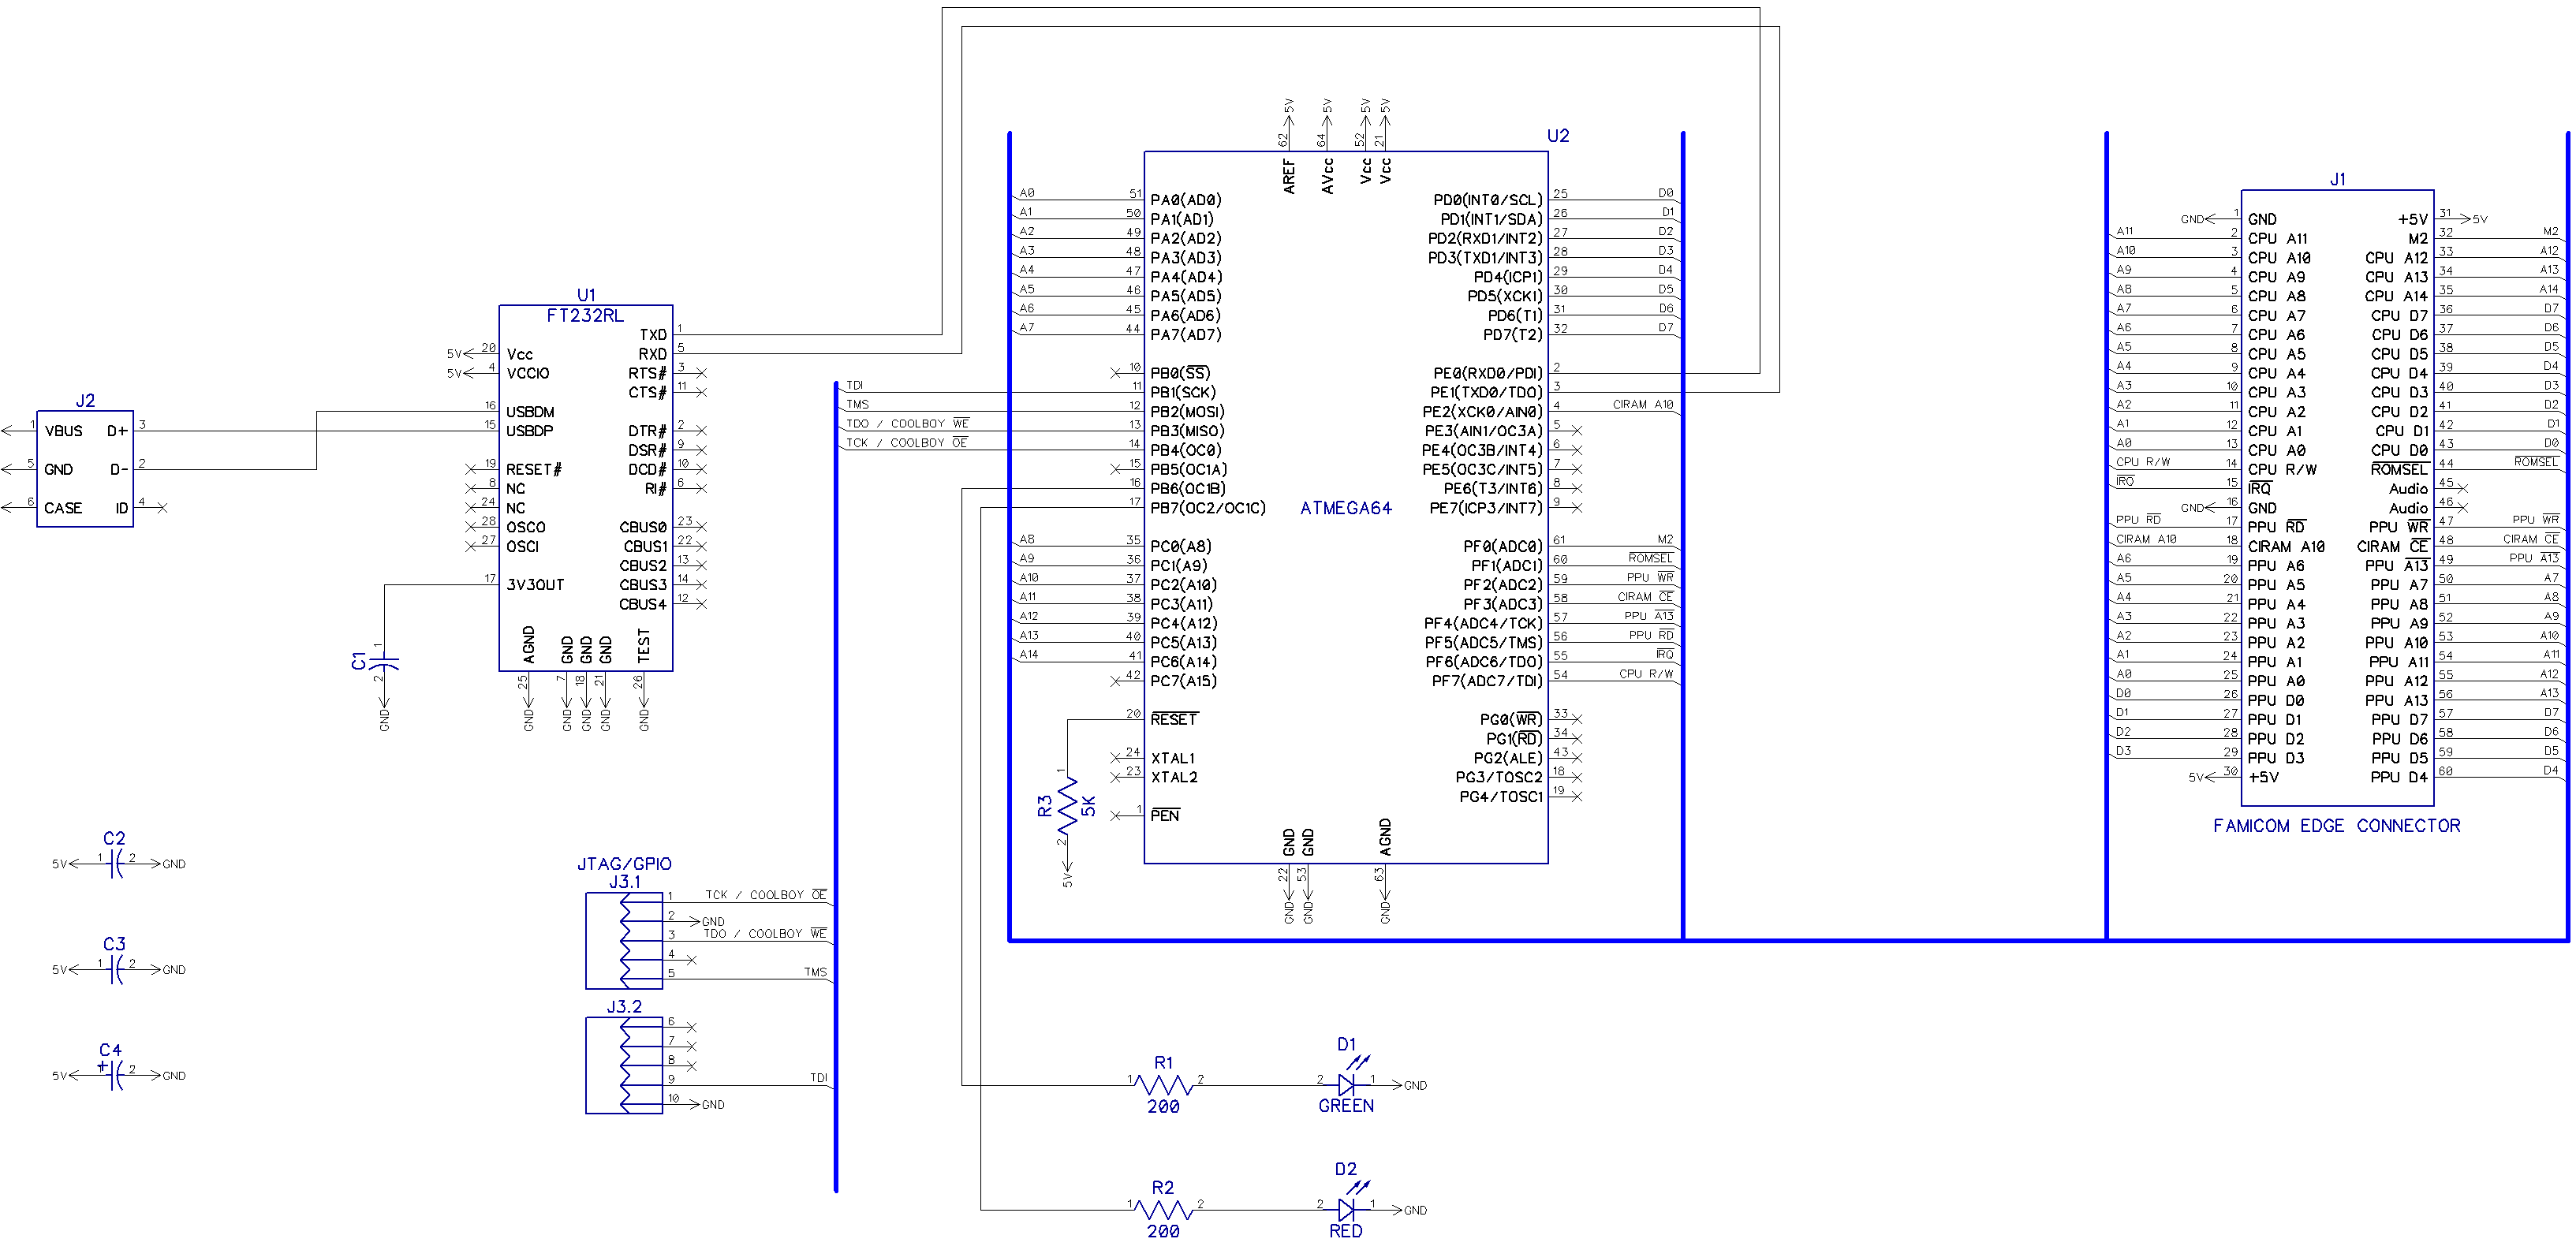 J2
1 VBUS D+ 3
5 GND D- 2
6 CASE ID 4
U1
FT232RL
TXD 1
RXD 5
5V 20 Vcc
5V 4 VCCIO
RTS# 3
CTS# 11
16 USBDM
15 USBDP
DTR# 2
DSR# 9
19 RESET# DCD# 10
8 NC RI# 6
24 NC
28 OSCO CBUS0 23
27 OSCI CBUS1 22
CBUS2 13
17 3V3OUT CBUS3 14
CBUS4 12
AGND GND GND GND TEST
25 7 18 21 26
GND GND GND GND GND
C1
1
2
GND
C2
5V 1 2 GND
C3
5V 1 2 GND
C4
5V + 2 GND
JTAG/GPIO
J3.1
1 TCK / COOLBOY OE
2 GND
3 TDO / COOLBOY WE
4
5 TMS
J3.2
6
7
8
9 TDI
10 GND
U2
ATMEGA64
5V 5V 5V 5V
62 64 52 21
AREF AVcc Vcc Vcc
A0 51 PA0(AD0) PD0(INT0/SCL) 25 D0
A1 50 PA1(AD1) PD1(INT1/SDA) 26 D1
A2 49 PA2(AD2) PD2(RXD1/INT2) 27 D2
A3 48 PA3(AD3) PD3(TXD1/INT3) 28 D3
A4 47 PA4(AD4) PD4(ICP1) 29 D4
A5 46 PA5(AD5) PD5(XCK1) 30 D5
A6 45 PA6(AD6) PD6(T1) 31 D6
A7 44 PA7(AD7) PD7(T2) 32 D7
10 PB0(SS) PE0(RXD0/PDI) 2
TDI 11 PB1(SCK) PE1(TXD0/TDO) 3
TMS 12 PB2(MOSI) PE2(XCK0/AIN0) 4 CIRAM A10
TDO / COOLBOY WE 13 PB3(MISO) PE3(AIN1/OC3A) 5
TCK / COOLBOY OE 14 PB4(OC0) PE4(OC3B/INT4) 6
15 PB5(OC1A) PE5(OC3C/INT5) 7
16 PB6(OC1B) PE6(T3/INT6) 8
17 PB7(OC2/OC1C) PE7(ICP3/INT7) 9
A8 35 PC0(A8) PF0(ADC0) 61 M2
A9 36 PC1(A9) PF1(ADC1) 60 ROMSEL
A10 37 PC2(A10) PF2(ADC2) 59 PPU WR
A11 38 PC3(A11) PF3(ADC3) 58 CIRAM CE
A12 39 PC4(A12) PF4(ADC4/TCK) 57 PPU A13
A13 40 PC5(A13) PF5(ADC5/TMS) 56 PPU RD
A14 41 PC6(A14) PF6(ADC6/TDO) 55 IRQ
42 PC7(A15) PF7(ADC7/TDI) 54 CPU R/W
20 RESET PG0(WR) 33
PG1(RD) 34
24 XTAL1 PG2(ALE) 43
23 XTAL2 PG3/TOSC2 18
PG4/TOSC1 19
1 PEN
GND GND AGND
22 53 63
GND GND GND
R3
5K
1
2
5V
R1
1 2
200
D1
2 1 GND
GREEN
R2
1 2
200
D2
2 1 GND
RED
J1
GND 1 GND +5V 31 5V
A11 2 CPU A11 M2 32 M2
A10 3 CPU A10 CPU A12 33 A12
A9 4 CPU A9 CPU A13 34 A13
A8 5 CPU A8 CPU A14 35 A14
A7 6 CPU A7 CPU D7 36 D7
A6 7 CPU A6 CPU D6 37 D6
A5 8 CPU A5 CPU D5 38 D5
A4 9 CPU A4 CPU D4 39 D4
A3 10 CPU A3 CPU D3 40 D3
A2 11 CPU A2 CPU D2 41 D2
A1 12 CPU A1 CPU D1 42 D1
A0 13 CPU A0 CPU D0 43 D0
CPU R/W 14 CPU R/W ROMSEL 44 ROMSEL
IRQ 15 IRQ Audio 45
GND 16 GND Audio 46
PPU RD 17 PPU RD PPU WR 47 PPU WR
CIRAM A10 18 CIRAM A10 CIRAM CE 48 CIRAM CE
A6 19 PPU A6 PPU A13 49 PPU A13
A5 20 PPU A5 PPU A7 50 A7
A4 21 PPU A4 PPU A8 51 A8
A3 22 PPU A3 PPU A9 52 A9
A2 23 PPU A2 PPU A10 53 A10
A1 24 PPU A1 PPU A11 54 A11
A0 25 PPU A0 PPU A12 55 A12
D0 26 PPU D0 PPU A13 56 A13
D1 27 PPU D1 PPU D7 57 D7
D2 28 PPU D2 PPU D6 58 D6
D3 29 PPU D3 PPU D5 59 D5
5V 30 +5V PPU D4 60 D4
FAMICOM EDGE CONNECTOR